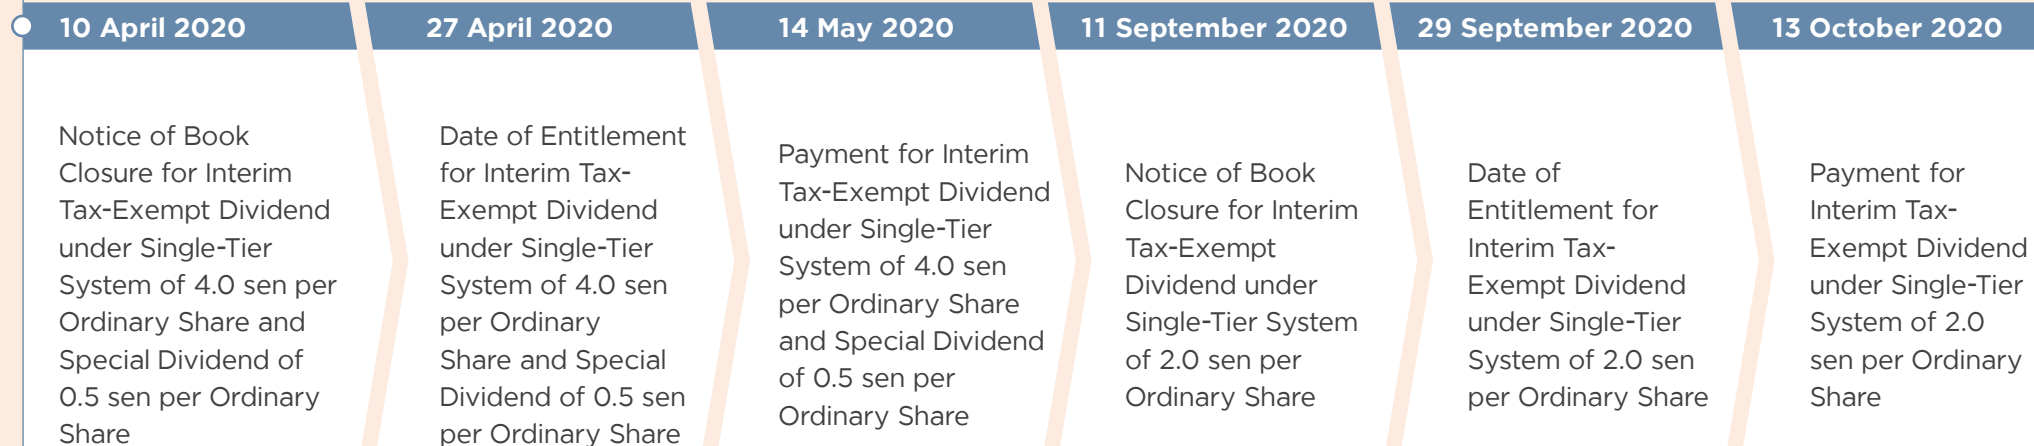 10 April 2020
Notice of Book
Closure for Interim
Tax-Exempt Dividend
under Single-Tier
System of 4.0 sen per
Ordinary Share and
Special Dividend of
0.5 sen per Ordinary
Share
27 April 2020
Date of Entitlement
for Interim Tax-
Exempt Dividend
under Single-Tier
System of 4.0 sen
per Ordinary
Share and Special
Dividend of 0.5 sen
per Ordinary Share
14 May 2020
Payment for Interim
Tax-Exempt Dividend
under Single-Tier
System of 4.0 sen
per Ordinary Share
and Special Dividend
of 0.5 sen per
Ordinary Share
11 September 2020
Notice of Book
Closure for Interim
Tax-Exempt
Dividend under
Single-Tier System
of 2.0 sen per
Ordinary Share
29 September 2020
Date of
Entitlement for
Interim Tax-
Exempt Dividend
under Single-Tier
System of 2.0 sen
per Ordinary Share
13 October 2020
Payment for
Interim Tax-
Exempt Dividend
under Single-Tier
System of 2.0
sen per Ordinary
Share